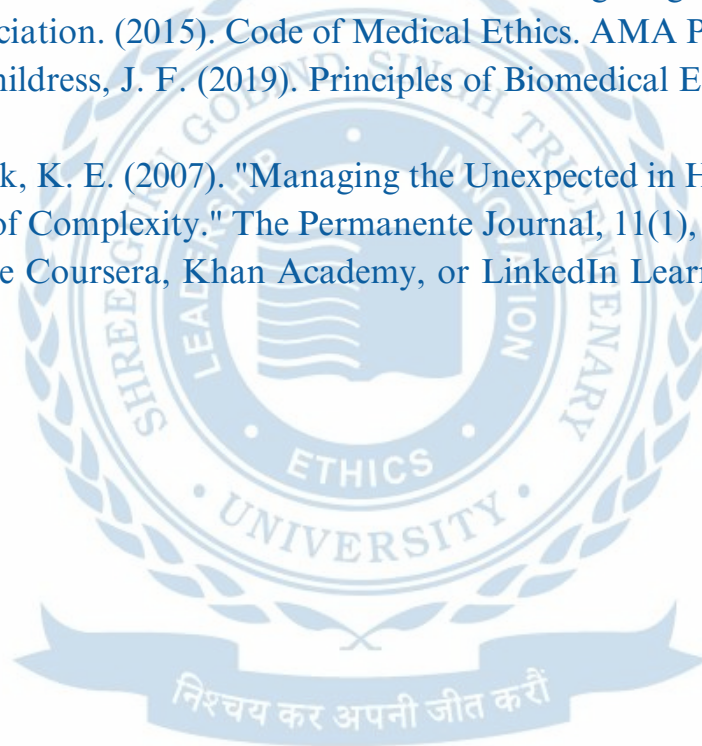 ciation. (2015). Code of Medical Ethics. AMA P
hildress, J. F. (2019). Principles of Biomedical E
k, K. E. (2007). "Managing the Unexpected in H
of Complexity." The Permanente Journal, 11(1),
e Coursera, Khan Academy, or LinkedIn Learn
SHREE GURU GOBIND SINGH TRICENTENARY
UNIVERSITY
LEADERSHIP
INNOVATION
ETHICS
निश्चय कर अपनी जीत करौं